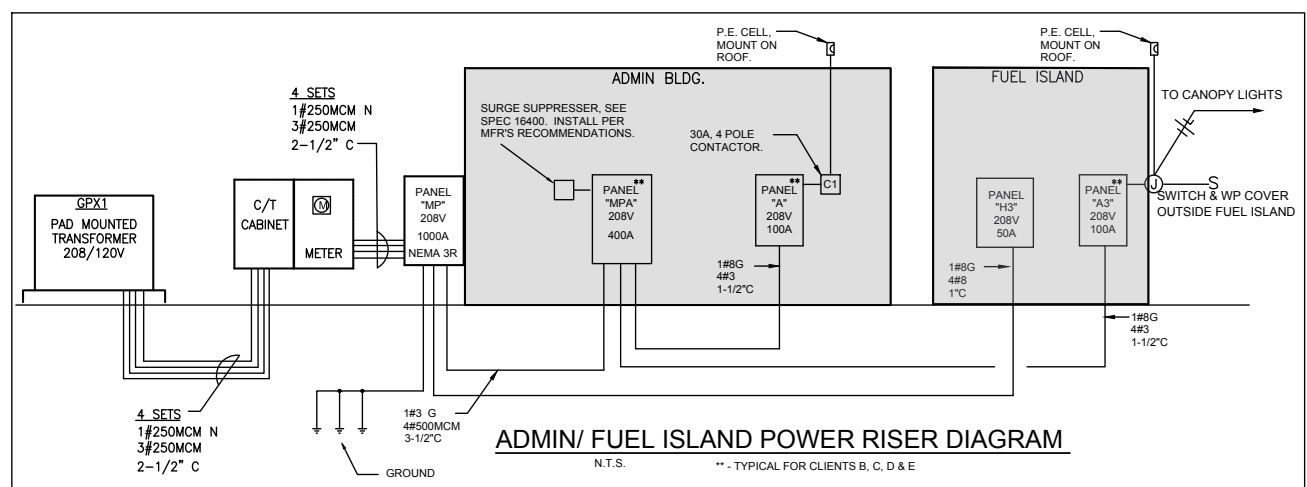 P.E. CELL,
MOUNT ON
ROOF.
P.E. CELL,
MOUNT ON
ROOF.
ADMIN BLDG.
FUEL ISLAND
TO CANOPY LIGHTS
4 SETS
1#250MCM N
3#250MCM
2-1/2" C
SURGE SUPPRESSER, SEE
SPEC 16400. INSTALL PER
MFR'S RECOMMENDATIONS.
30A, 4 POLE
CONTACTOR.
GPX1
PAD MOUNTED
TRANSFORMER
208/120V
C/T
CABINET
M
METER
PANEL
"MP"
208V
1000A
NEMA 3R
**
PANEL
"MPA"
208V
400A
**
PANEL
"A"
208V
100A
C1
PANEL
"H3"
208V
50A
**
PANEL
"A3"
208V
100A
J
S
SWITCH & WP COVER
OUTSIDE FUEL ISLAND
1#8G
4#3
1-1/2"C
1#8G
4#8
1"C
1#8G
4#3
1-1/2"C
4 SETS
1#250MCM N
3#250MCM
2-1/2" C
GROUND
1#3 G
4#500MCM
3-1/2"C
ADMIN/ FUEL ISLAND POWER RISER DIAGRAM
N.T.S.
** - TYPICAL FOR CLIENTS B, C, D & E